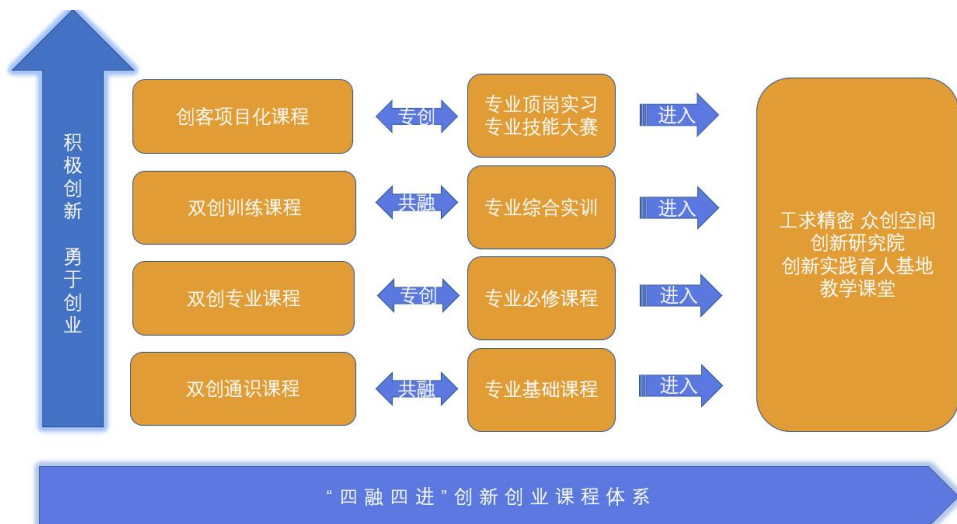 积极创新 勇于创业
创客项目化课程
专创
专业顶岗实习
专业技能大赛
进入
双创训练课程
共融
专业综合实训
进入
双创专业课程
专创
专业必修课程
进入
双创通识课程
共融
专业基础课程
进入
工求精密 众创空间
创新研究院
创新实践育人基地
教学课堂
“四融四进”创新创业课程体系